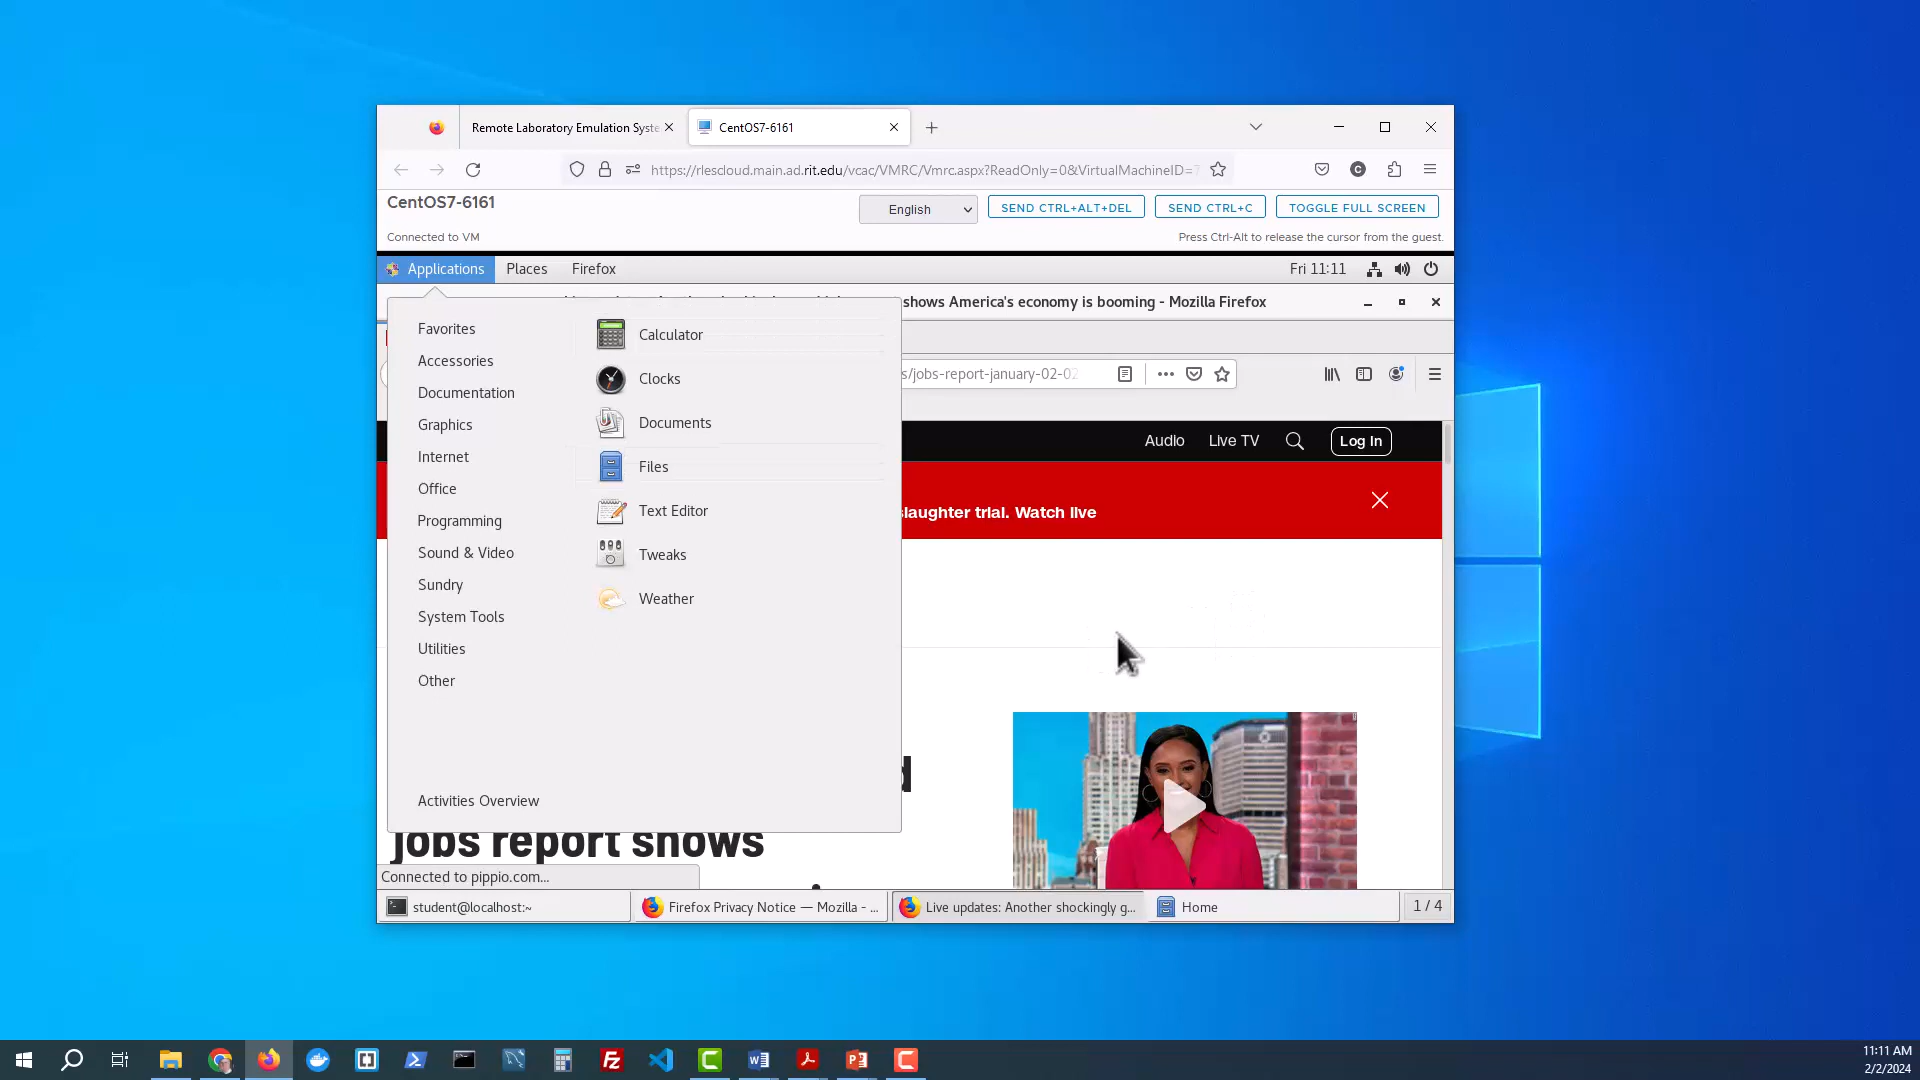 Remote Laboratory Emulation Syste
CentOS7-6161
https://rlescloud.main.ad.rit.edu/vcac/VMRC/Vmrc.aspx?ReadOnly=0&VirtualMachineID=7
CentOS7-6161
English
SEND CTRL+ALT+DEL
SEND CTRL+C
TOGGLE FULL SCREEN
Connected to VM
Press Ctrl-Alt to release the cursor from the guest.
Applications
Places
Firefox
Fri 11:11
shows America's economy is booming - Mozilla Firefox
Favorites
Accessories
Documentation
Graphics
Internet
Office
Programming
Sound & Video
Sundry
System Tools
Utilities
Other
Activities Overview
Calculator
Clocks
Documents
Files
Text Editor
Tweaks
Weather
s/jobs-report-january-02-02
Audio
Live TV
Log In
slaughter trial. Watch live
d
jobs report shows
Connected to pippio.com...
student@localhost:~
Firefox Privacy Notice — Mozilla - ...
Live updates: Another shockingly g...
Home
1 / 4
11:11 AM
2/2/2024